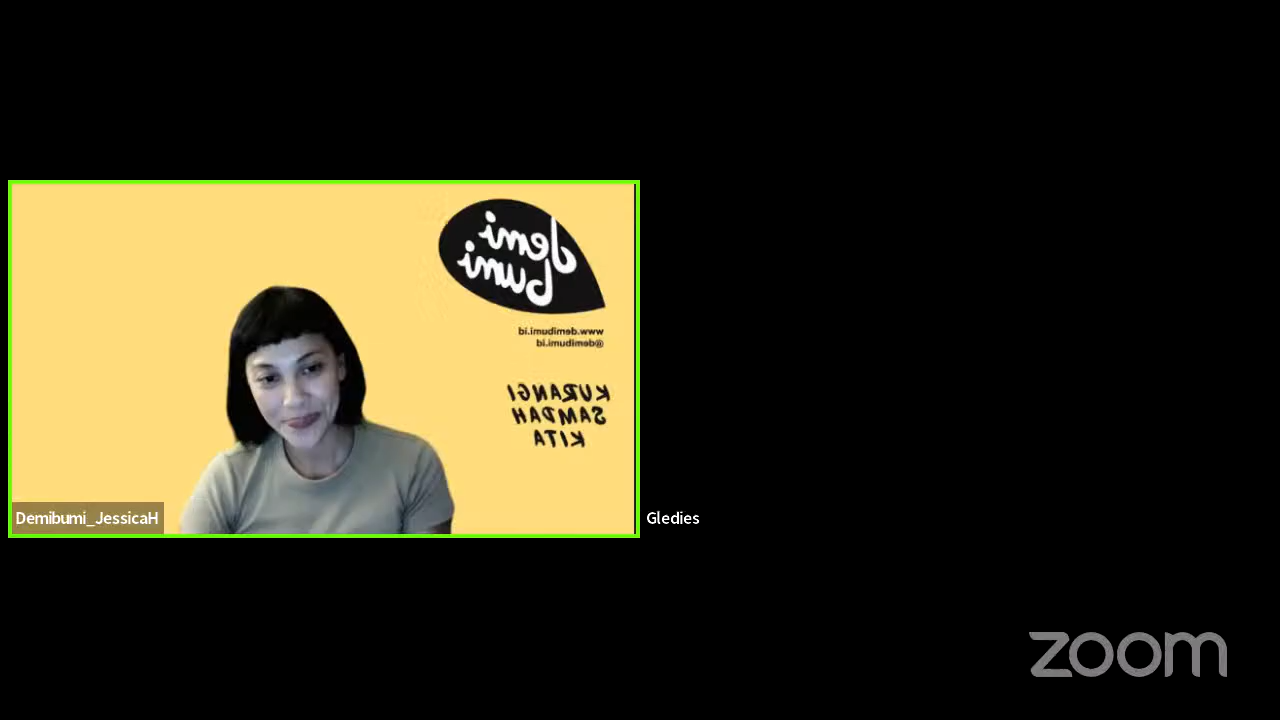 demi
bumi
www.demibumi.id
@demibumi.id
KURANGI
SAMPAH
KITA
Demibumi_JessicaH
Gledies
zoom